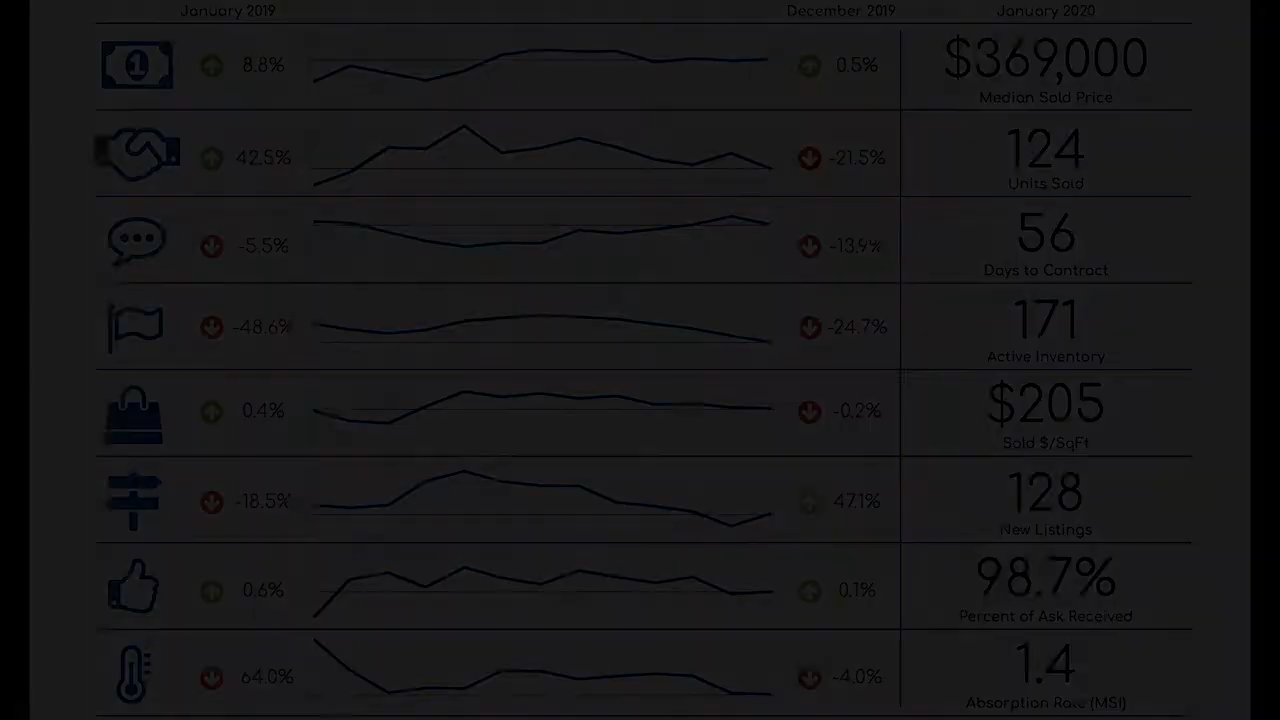 January 2019 December 2019 January 2020
8.8% 0.5% $369,000
Median Sold Price
42.5% -21.5% 124
Units Sold
-5.5% -13.9% 56
Days to Contract
-48.6% -24.7% 171
Active Inventory
0.4% -0.2% $205
Sold $/SqFt
-18.5% 47.1% 128
New Listings
0.6% 0.1% 98.7%
Percent of Ask Received
64.0% -4.0% 1.4
Absorption Rate (MSI)